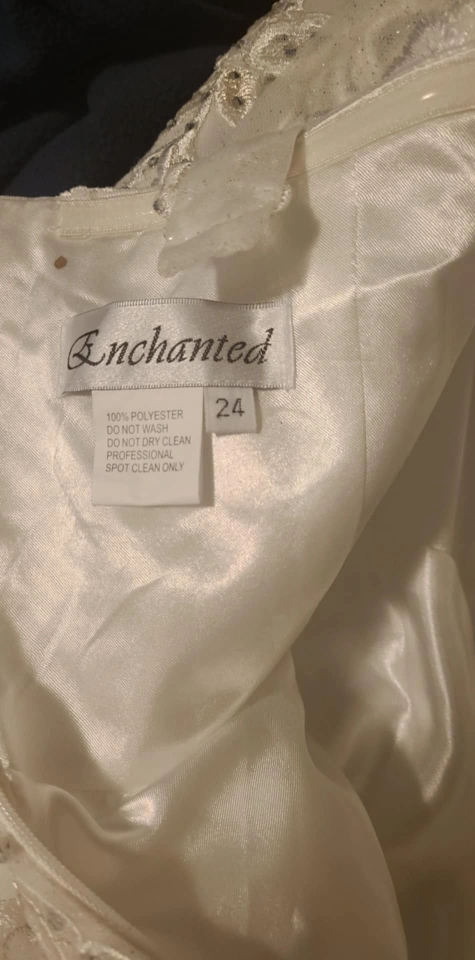 Enchanted
24
100% POLYESTER
DO NOT WASH
DO NOT DRY CLEAN
PROFESSIONAL
SPOT CLEAN ONLY